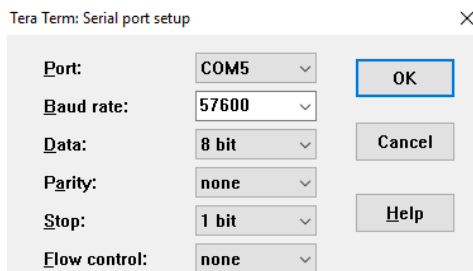 Tera Term: Serial port setup
Port: COM5 OK
Baud rate: 57600
Data: 8 bit Cancel
Parity: none
Stop: 1 bit Help
Flow control: none